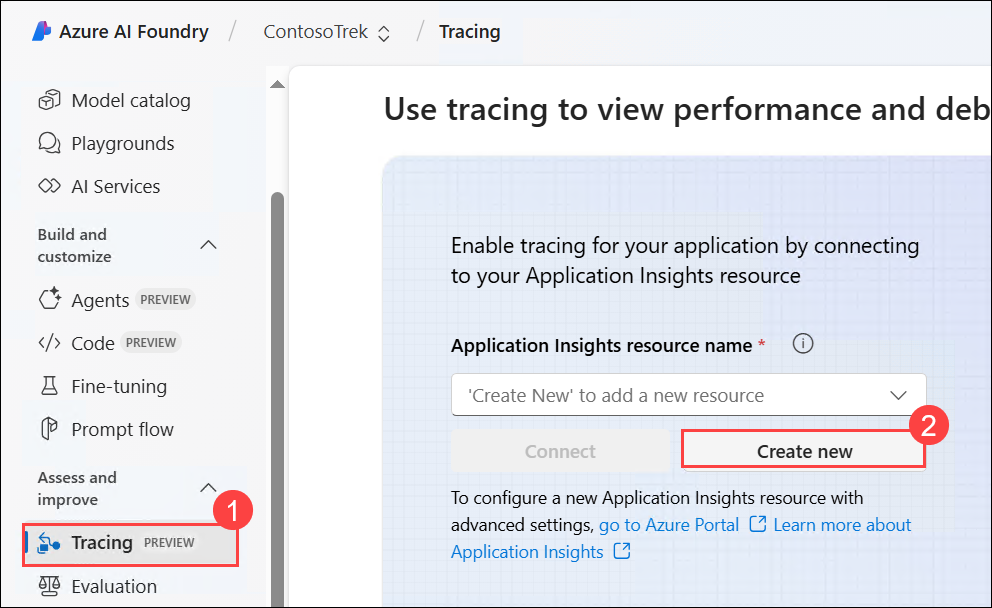 Azure AI Foundry / ContosoTrek / Tracing
Model catalog
Playgrounds
AI Services
Build and
customize
Agents PREVIEW
Code PREVIEW
Fine-tuning
Prompt flow
Assess and
improve
1
Tracing PREVIEW
Evaluation
Use tracing to view performance and deb
Enable tracing for your application by connecting
to your Application Insights resource
Application Insights resource name *
'Create New' to add a new resource
2
Connect Create new
To configure a new Application Insights resource with
advanced settings, go to Azure Portal Learn more about
Application Insights